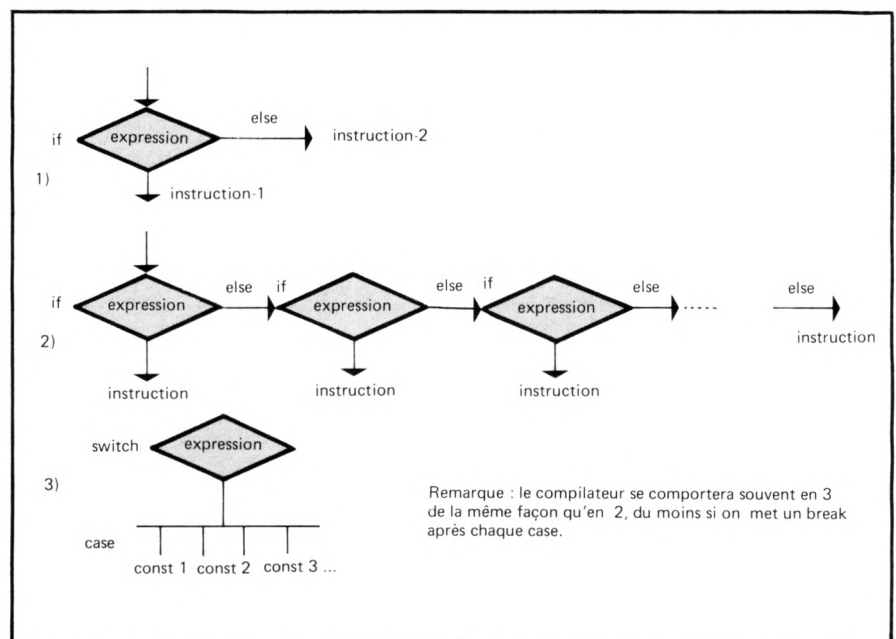 else
if expression instruction-2
1)
instruction-1
else if else if else else
if expression expression expression .....
2) instruction
instruction instruction instruction
switch expression
3)
Remarque : le compilateur se comportera souvent en 3
de la même façon qu'en 2, du moins si on met un break
après chaque case.
case
const 1 const 2 const 3 ...